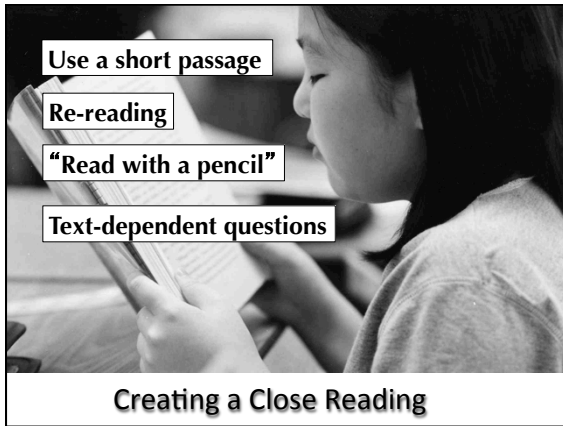 Use a short passage
Re-reading
“Read with a pencil”
Text-dependent questions
Creating a Close Reading